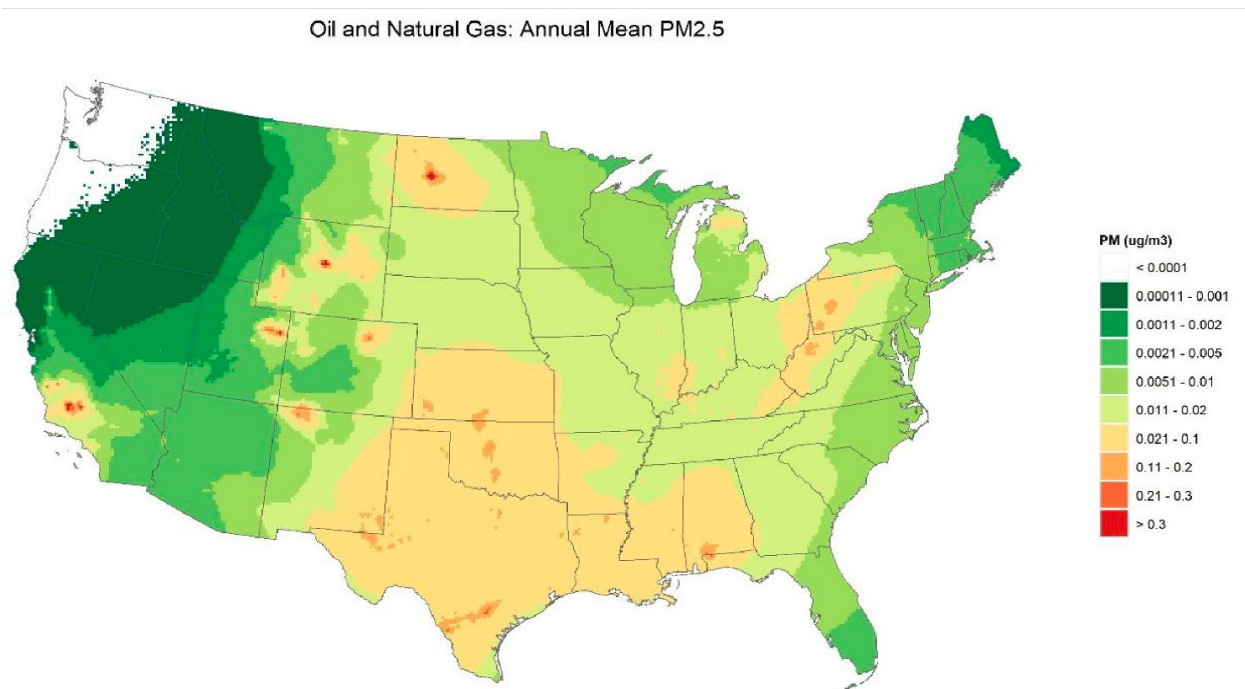 Oil and Natural Gas: Annual Mean PM2.5
PM (ug/m3)
< 0.0001
0.00011 - 0.001
0.0011 - 0.002
0.0021 - 0.005
0.0051 - 0.01
0.011 - 0.02
0.021 - 0.1
0.11 - 0.2
0.21 - 0.3
> 0.3